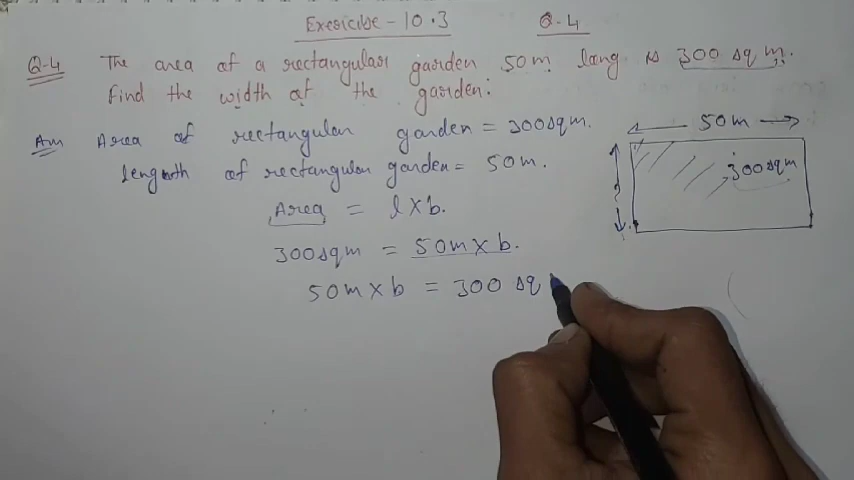 Exercise - 10.3 Q.4
Q-4 The area of a rectangular garden 50m long is 300 sq m.
Find the width of the garden:
Ans Area of rectangular garden = 300sqm.
length of rectangular garden = 50m.
Area = l×b.
300sqm = 50m×b.
50m×b = 300 sq
50m
300sqm
?